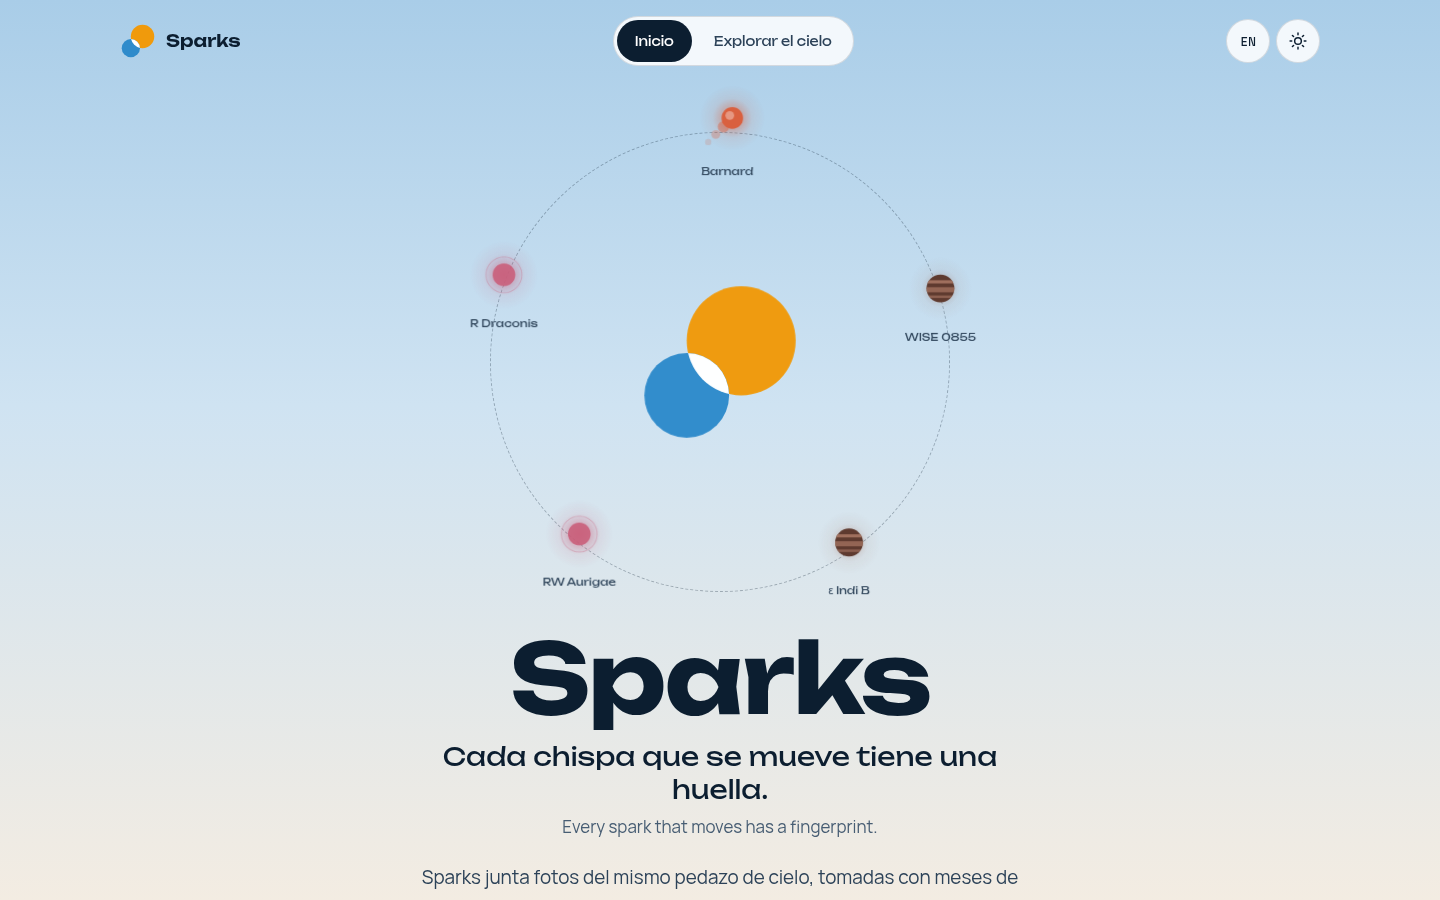 Sparks
Inicio
Explorar el cielo
EN
Barnard
R Draconis
WISE 0855
RW Aurigae
ε Indi B
Sparks
Cada chispa que se mueve tiene una
huella.
Every spark that moves has a fingerprint.
Sparks junta fotos del mismo pedazo de cielo, tomadas con meses de